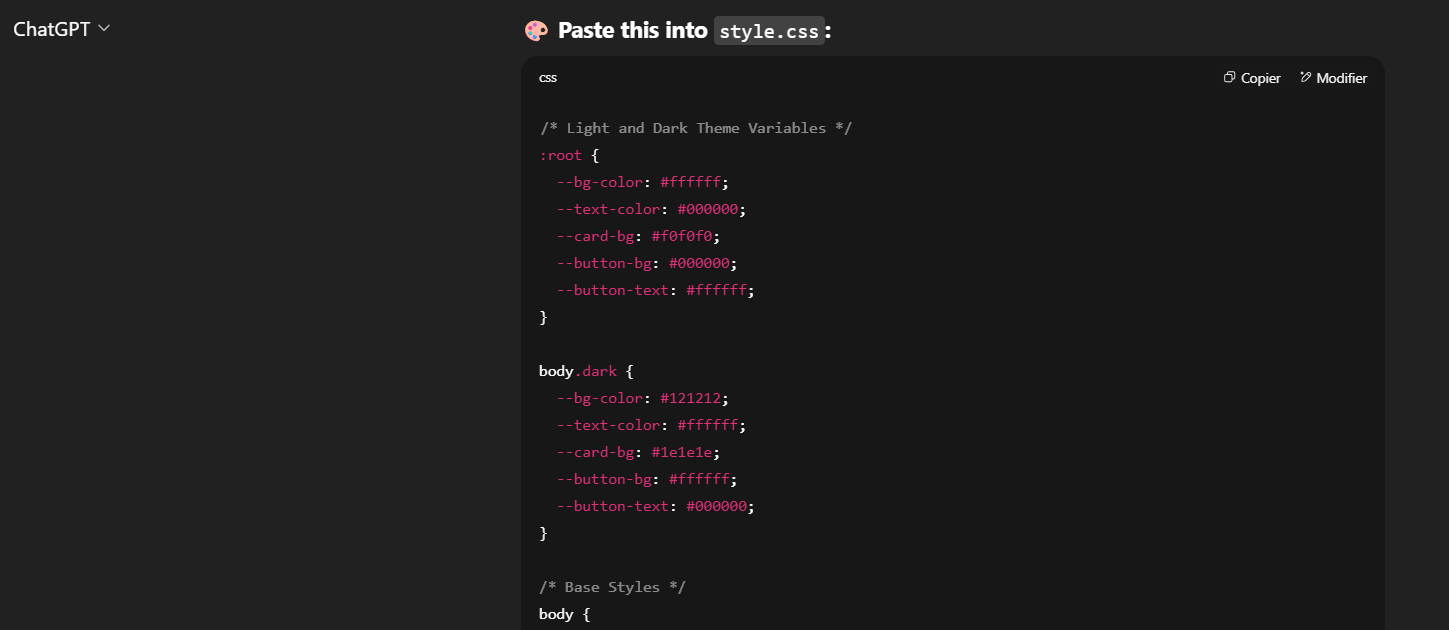 ChatGPT
🎨 Paste this into style.css:
css
Copier
Modifier
/* Light and Dark Theme Variables */
:root {
  --bg-color: #ffffff;
  --text-color: #000000;
  --card-bg: #f0f0f0;
  --button-bg: #000000;
  --button-text: #ffffff;
}
body.dark {
  --bg-color: #121212;
  --text-color: #ffffff;
  --card-bg: #1e1e1e;
  --button-bg: #ffffff;
  --button-text: #000000;
}
/* Base Styles */
body {